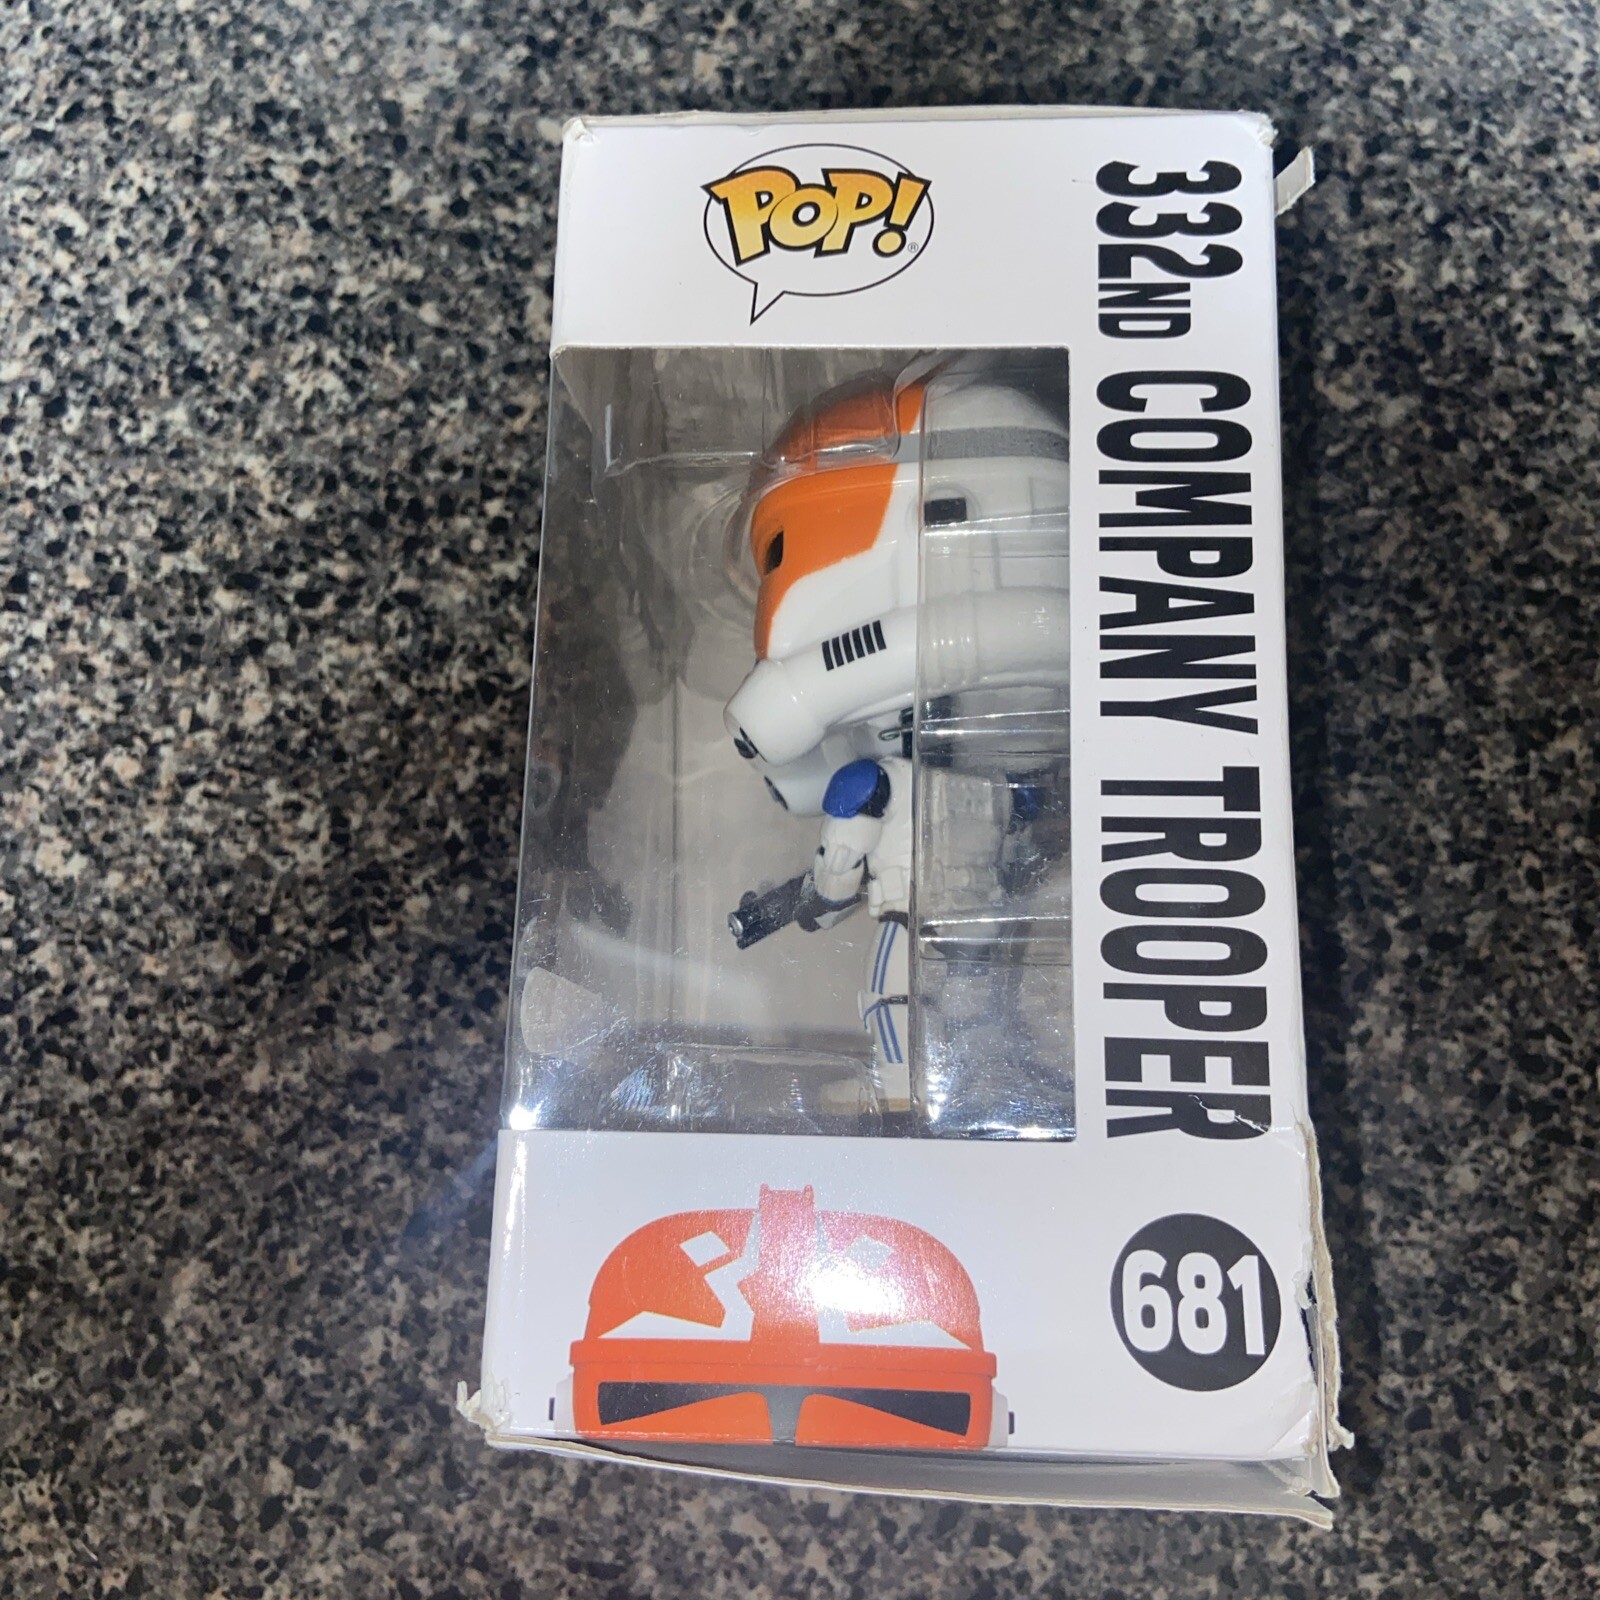 POP!®
332ND COMPANY TROOPER
681